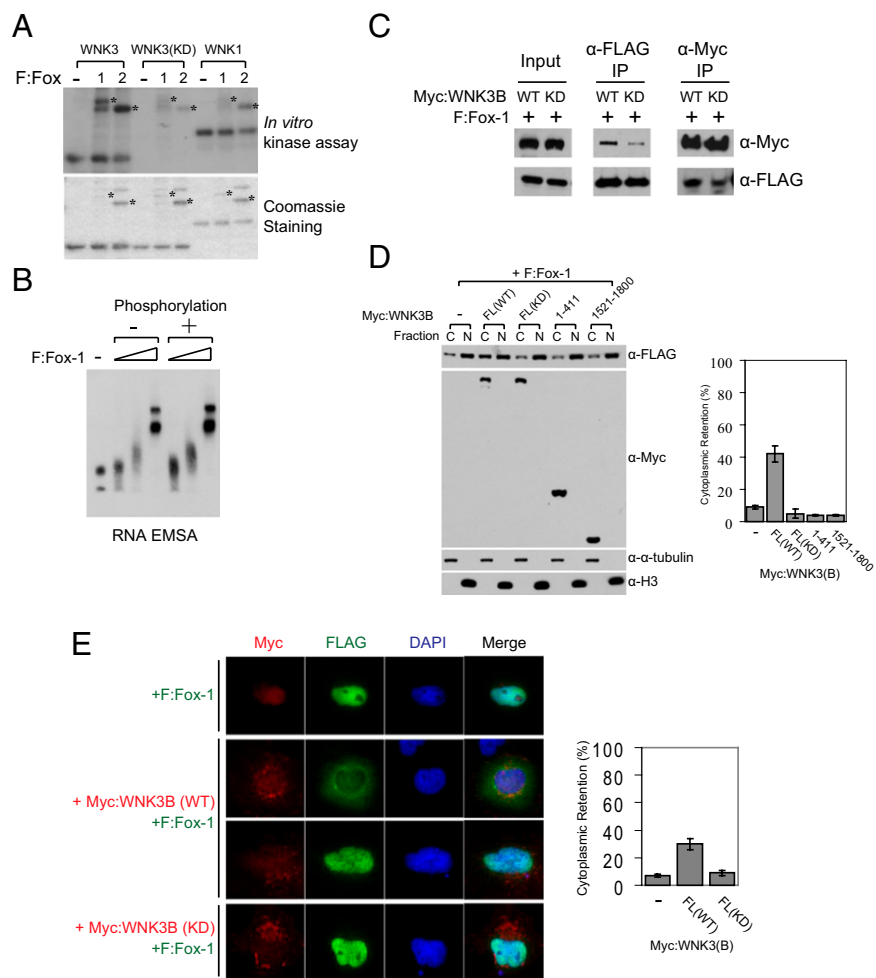 A
WNK3 WNK3(KD) WNK1
F:Fox - 1 2 - 1 2 - 1 2
* * * * * *
In vitro
kinase assay
* * * * * *
Coomassie
Staining
B
Phosphorylation
- +
F:Fox-1 -
RNA EMSA
C
Input α-FLAG IP α-Myc IP
Myc:WNK3B WT KD WT KD WT KD
F:Fox-1 + + + + + +
α-Myc
α-FLAG
D
+ F:Fox-1
Myc:WNK3B - FL(WT) FL(KD) 1-411 1521-1800
Fraction C N C N C N C N C N
α-FLAG
α-Myc
α-α-tubulin
α-H3
Cytoplasmic Retention (%)
100
80
60
40
20
0
- FL(WT) FL(KD) 1-411 1521-1800
Myc:WNK3(B)
E
Myc FLAG DAPI Merge
+F:Fox-1
+ Myc:WNK3B (WT)
+F:Fox-1
+ Myc:WNK3B (KD)
+F:Fox-1
Cytoplasmic Retention (%)
100
80
60
40
20
0
- FL(WT) FL(KD)
Myc:WNK3(B)